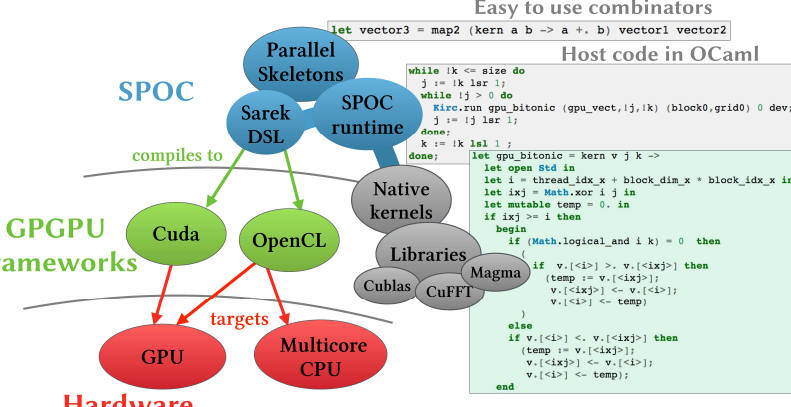 Easy to use combinators
let vector3 = map2 (kern a b -> a +. b) vector1 vector2
Parallel
Skeletons
SPOC
Sarek
DSL
SPOC
runtime
compiles to
Host code in OCaml
while !k <= size do
j := !k lsr 1;
while !j > 0 do
Kirc.run gpu_bitonic (gpu_vect,!j,!k) (block0,grid0) 0 dev;
j := !j lsr 1;
done;
k := !k lsl 1 ;
done;
let gpu_bitonic = kern v j k ->
let open Std in
let i = thread_idx_x + block_dim_x * block_idx_x in
let ixj = Math.xor i j in
let mutable temp = 0. in
if ixj >= i then
begin
if (Math.logical_and i k) = 0 then
(
if v.[<i>] >. v.[<ixj>] then
(temp := v.[<ixj>];
v.[<ixj>] <- v.[<i>];
v.[<i>] <- temp)
)
else
if v.[<i>] <. v.[<ixj>] then
(temp := v.[<ixj>];
v.[<ixj>] <- v.[<i>];
v.[<i>] <- temp);
end
Native
kernels
Libraries
Cublas
CuFFT
Magma
GPGPU
rameworks
Cuda
OpenCL
targets
GPU
Multicore
CPU
Hardware